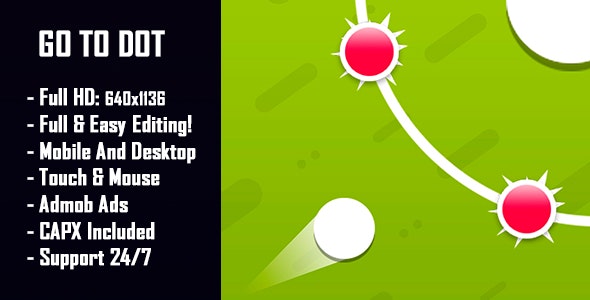 GO TO DOT
- Full HD: 640x1136
- Full & Easy Editing!
- Mobile And Desktop
- Touch & Mouse
- Admob Ads
- CAPX Included
- Support 24/7